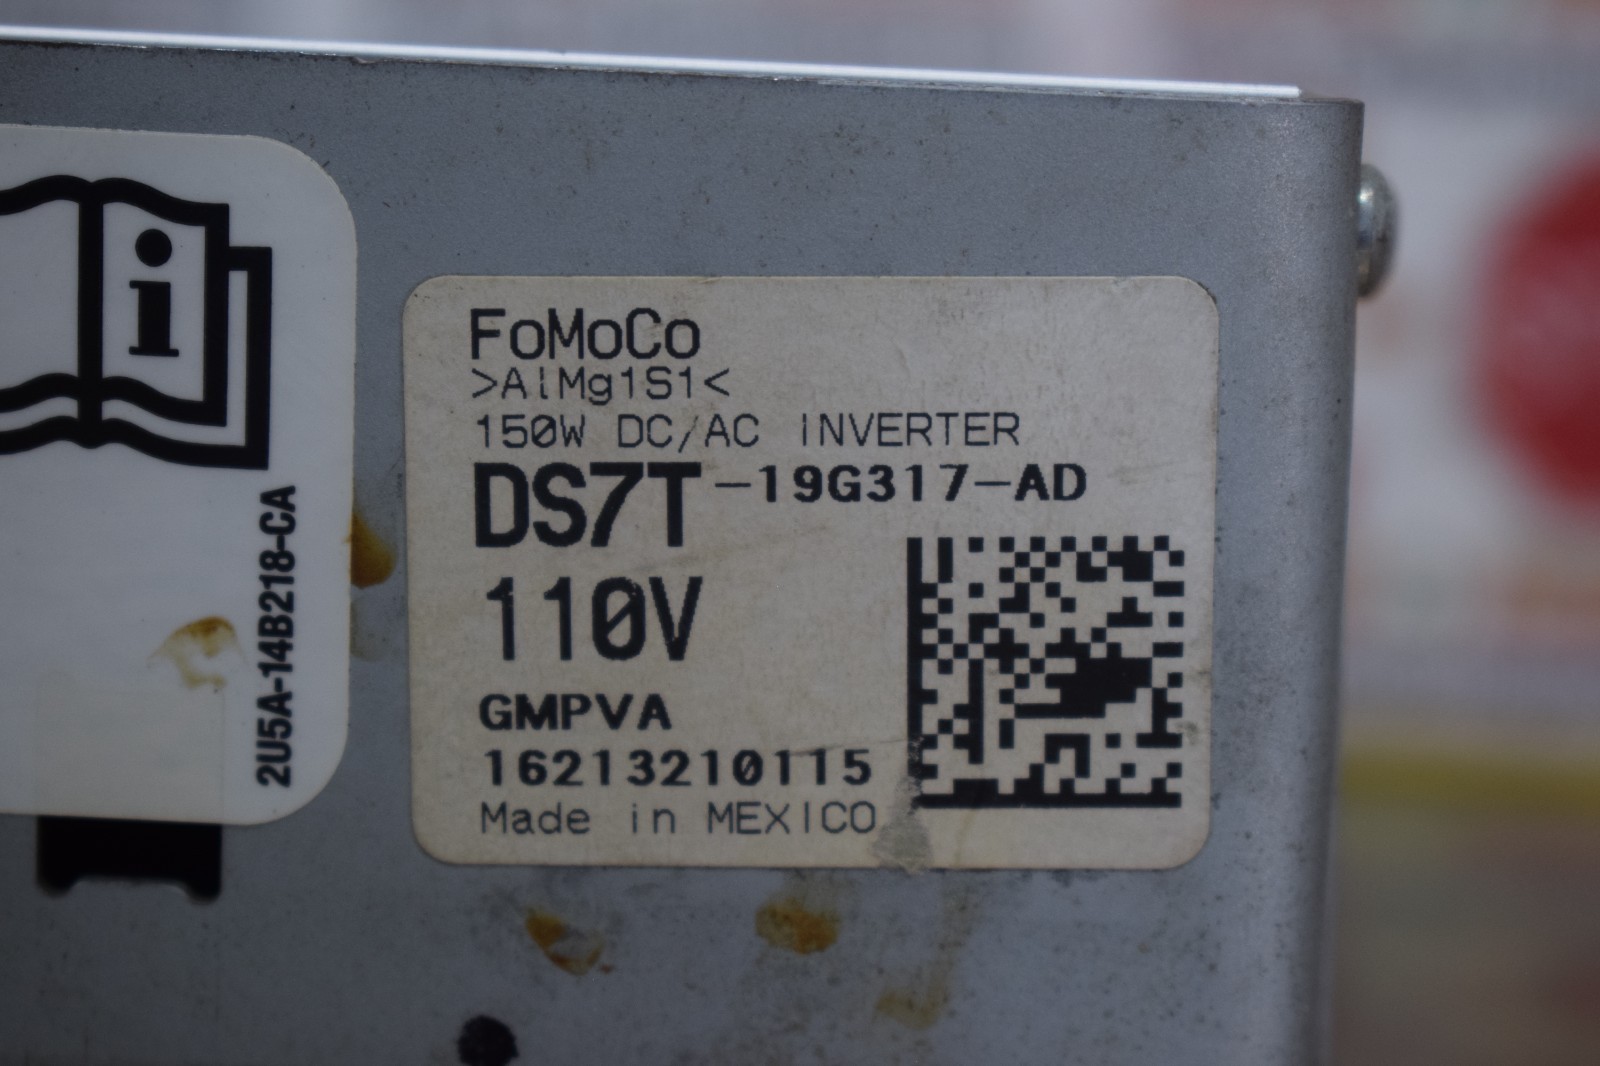 i
2U5A-14B218-CA
FoMoCo
>AlMg1S1<
150W DC/AC INVERTER
DS7T-19G317-AD
110V
GMPVA
16213210115
Made in MEXICO